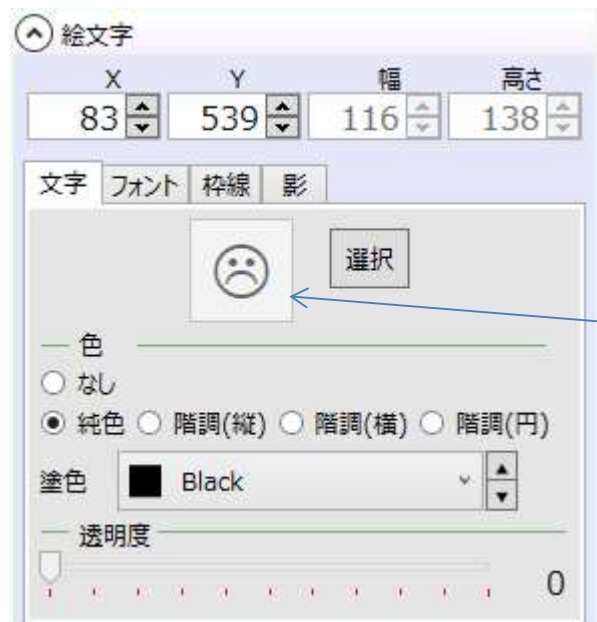 絵文字
X Y 幅 高さ
83 539 116 138
文字 フォント 枠線 影
選択
色
なし
純色 階調(縦) 階調(横) 階調(円)
塗色 Black
透明度
0